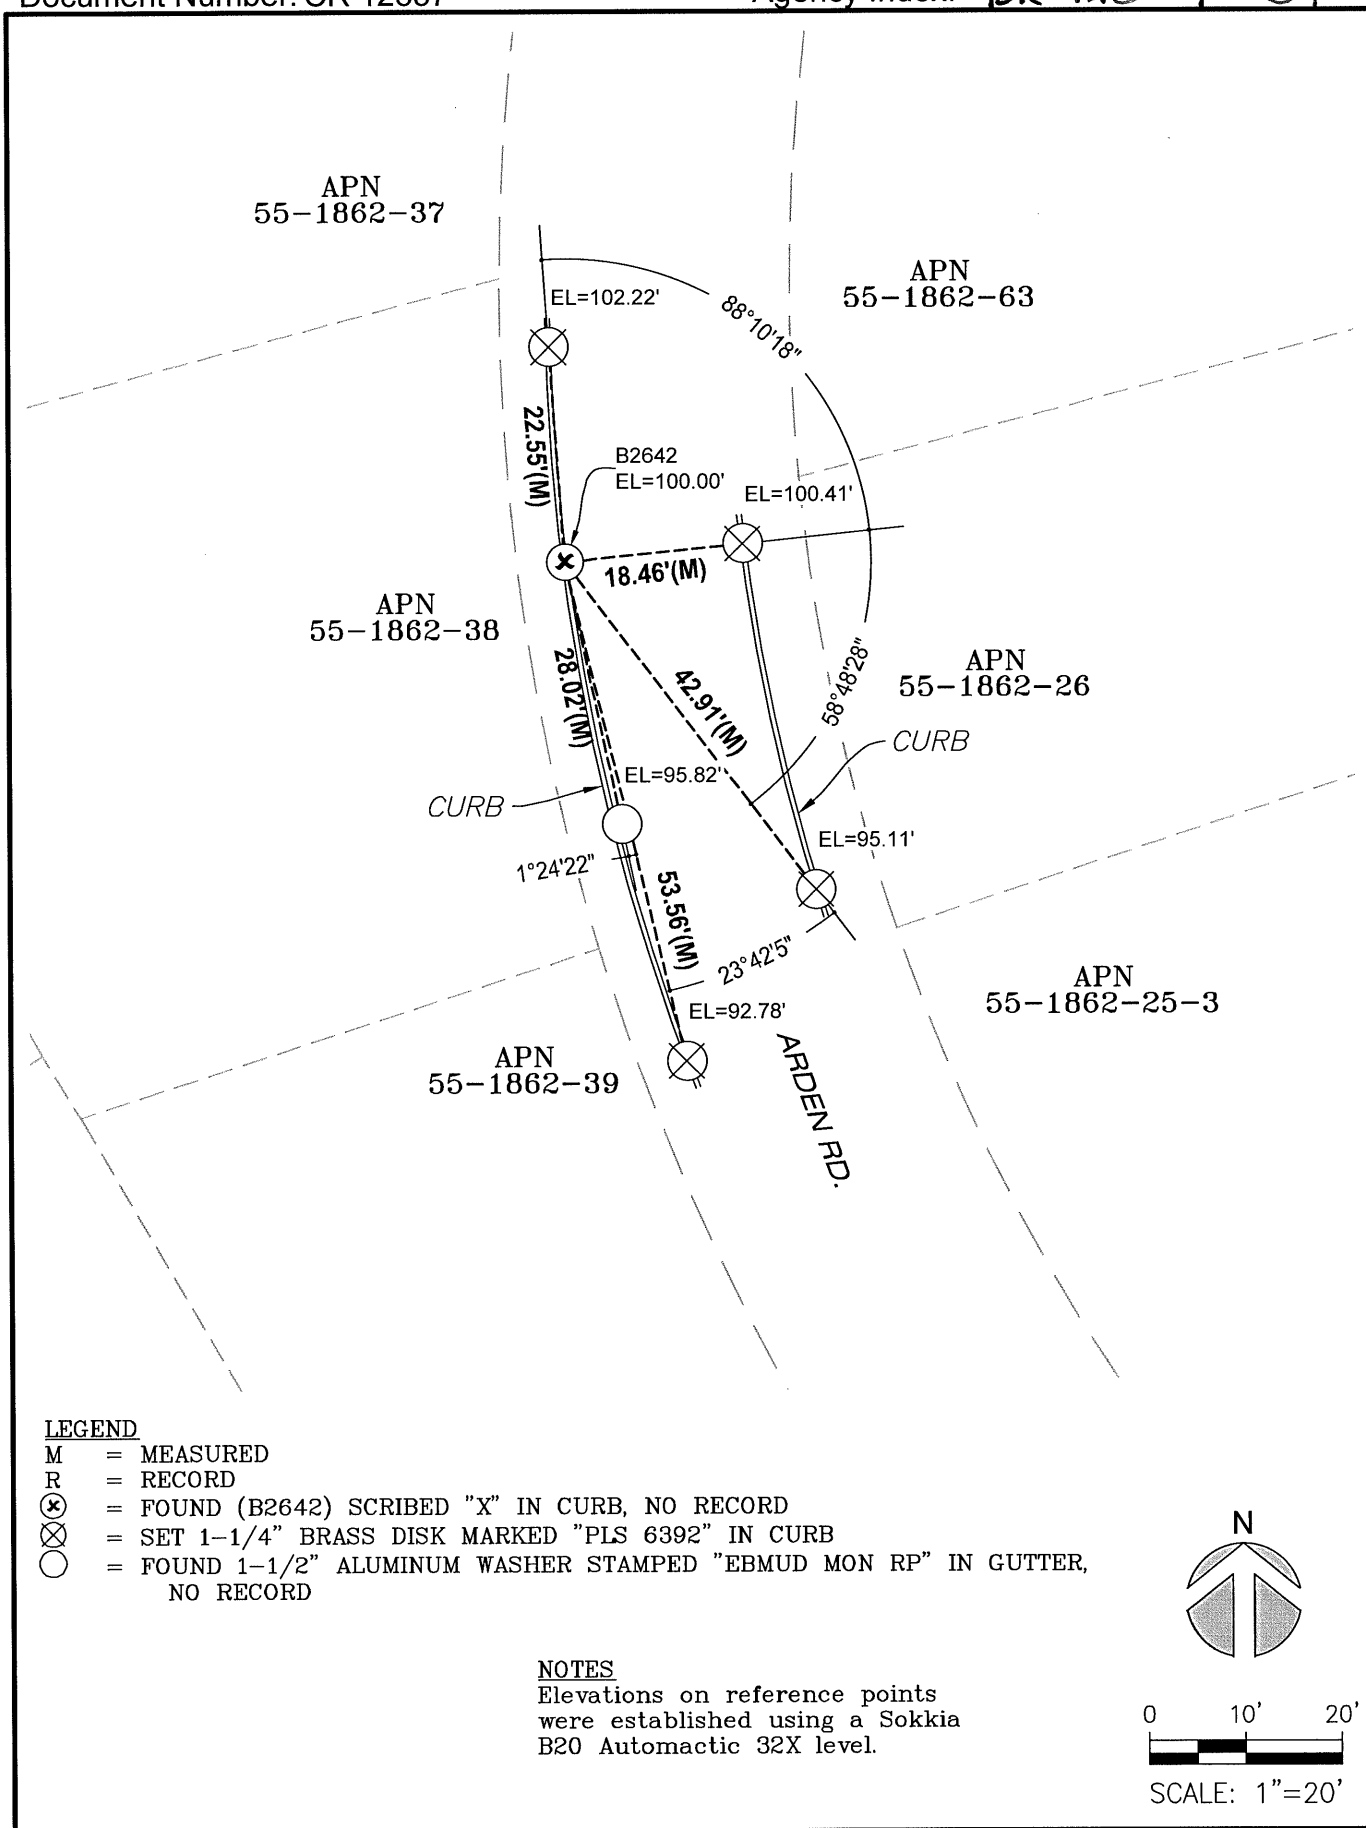 APN
55-1862-37
APN
55-1862-63
EL=102.22'
88°10'18"
22.55'(M)
B2642
EL=100.00'
EL=100.41'
18.46'(M)
APN
55-1862-38
28.02'(M)
42.91'(M)
58°48'28"
APN
55-1862-26
CURB
EL=95.82'
CURB
EL=95.11'
1°24'22"
53.56'(M)
23°42'5"
APN
55-1862-25-3
EL=92.78'
APN
55-1862-39
ARDEN RD.
LEGEND
M = MEASURED
R = RECORD
= FOUND (B2642) SCRIBED "X" IN CURB, NO RECORD
= SET 1-1/4" BRASS DISK MARKED "PLS 6392" IN CURB
= FOUND 1-1/2" ALUMINUM WASHER STAMPED "EBMUD MON RP" IN GUTTER,
NO RECORD
N
NOTES
Elevations on reference points
were established using a Sokkia
B20 Automactic 32X level.
0 10' 20'
SCALE: 1"=20'